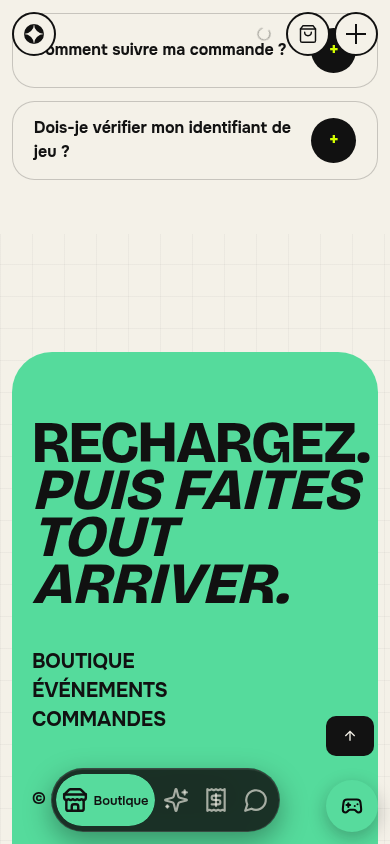 omment suivre ma commande ?
+
Dois-je vérifier mon identifiant de
jeu ?
+
RECHARGEZ.
PUIS FAITES
TOUT
ARRIVER.
BOUTIQUE
ÉVÉNEMENTS
COMMANDES
©
Boutique